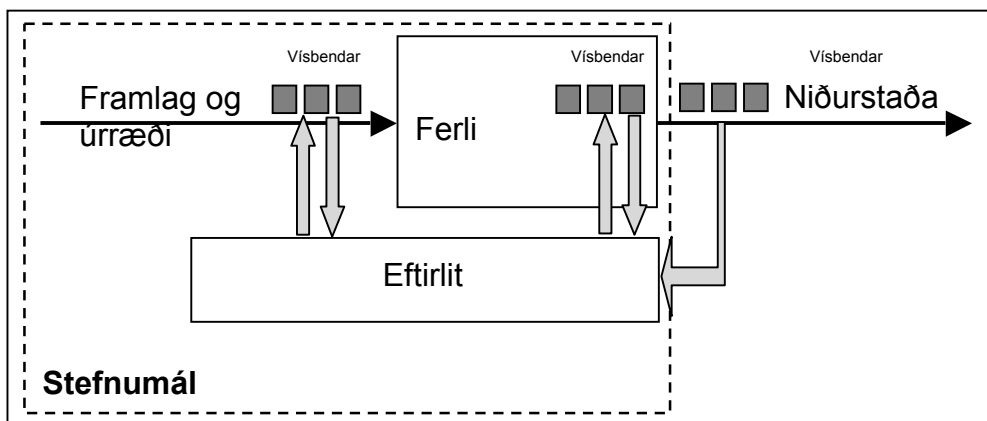 Vísbendar
Vísbendar
Vísbendar
Framlag og
úrræði
Ferli
Niðurstaða
Eftirlit
Stefnumál